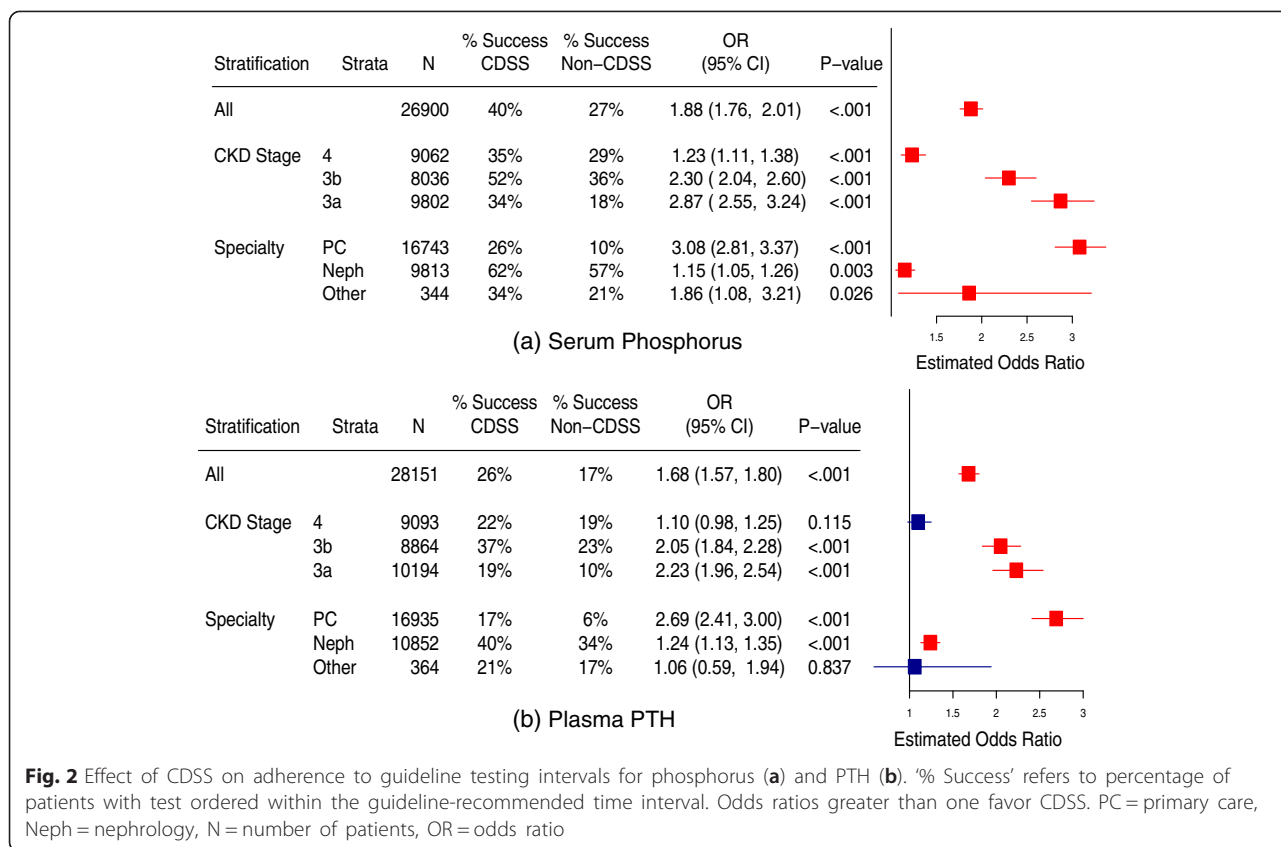 Stratification Strata N % Success CDSS % Success Non−CDSS OR (95% CI) P−value
All 26900 40% 27% 1.88 (1.76, 2.01) <.001
CKD Stage 4 9062 35% 29% 1.23 (1.11, 1.38) <.001
3b 8036 52% 36% 2.30 ( 2.04, 2.60) <.001
3a 9802 34% 18% 2.87 ( 2.55, 3.24) <.001
Specialty PC 16743 26% 10% 3.08 (2.81, 3.37) <.001
Neph 9813 62% 57% 1.15 (1.05, 1.26) 0.003
Other 344 34% 21% 1.86 (1.08, 3.21) 0.026
1.5 2 2.5 3
Estimated Odds Ratio
(a) Serum Phosphorus
Stratification Strata N % Success CDSS % Success Non−CDSS OR (95% CI) P−value
All 28151 26% 17% 1.68 (1.57, 1.80) <.001
CKD Stage 4 9093 22% 19% 1.10 (0.98, 1.25) 0.115
3b 8864 37% 23% 2.05 (1.84, 2.28) <.001
3a 10194 19% 10% 2.23 (1.96, 2.54) <.001
Specialty PC 16935 17% 6% 2.69 (2.41, 3.00) <.001
Neph 10852 40% 34% 1.24 (1.13, 1.35) <.001
Other 364 21% 17% 1.06 (0.59, 1.94) 0.837
1 1.5 2 2.5 3
Estimated Odds Ratio
(b) Plasma PTH
Fig. 2 Effect of CDSS on adherence to guideline testing intervals for phosphorus (a) and PTH (b). '% Success' refers to percentage of
patients with test ordered within the guideline-recommended time interval. Odds ratios greater than one favor CDSS. PC = primary care,
Neph = nephrology, N = number of patients, OR = odds ratio